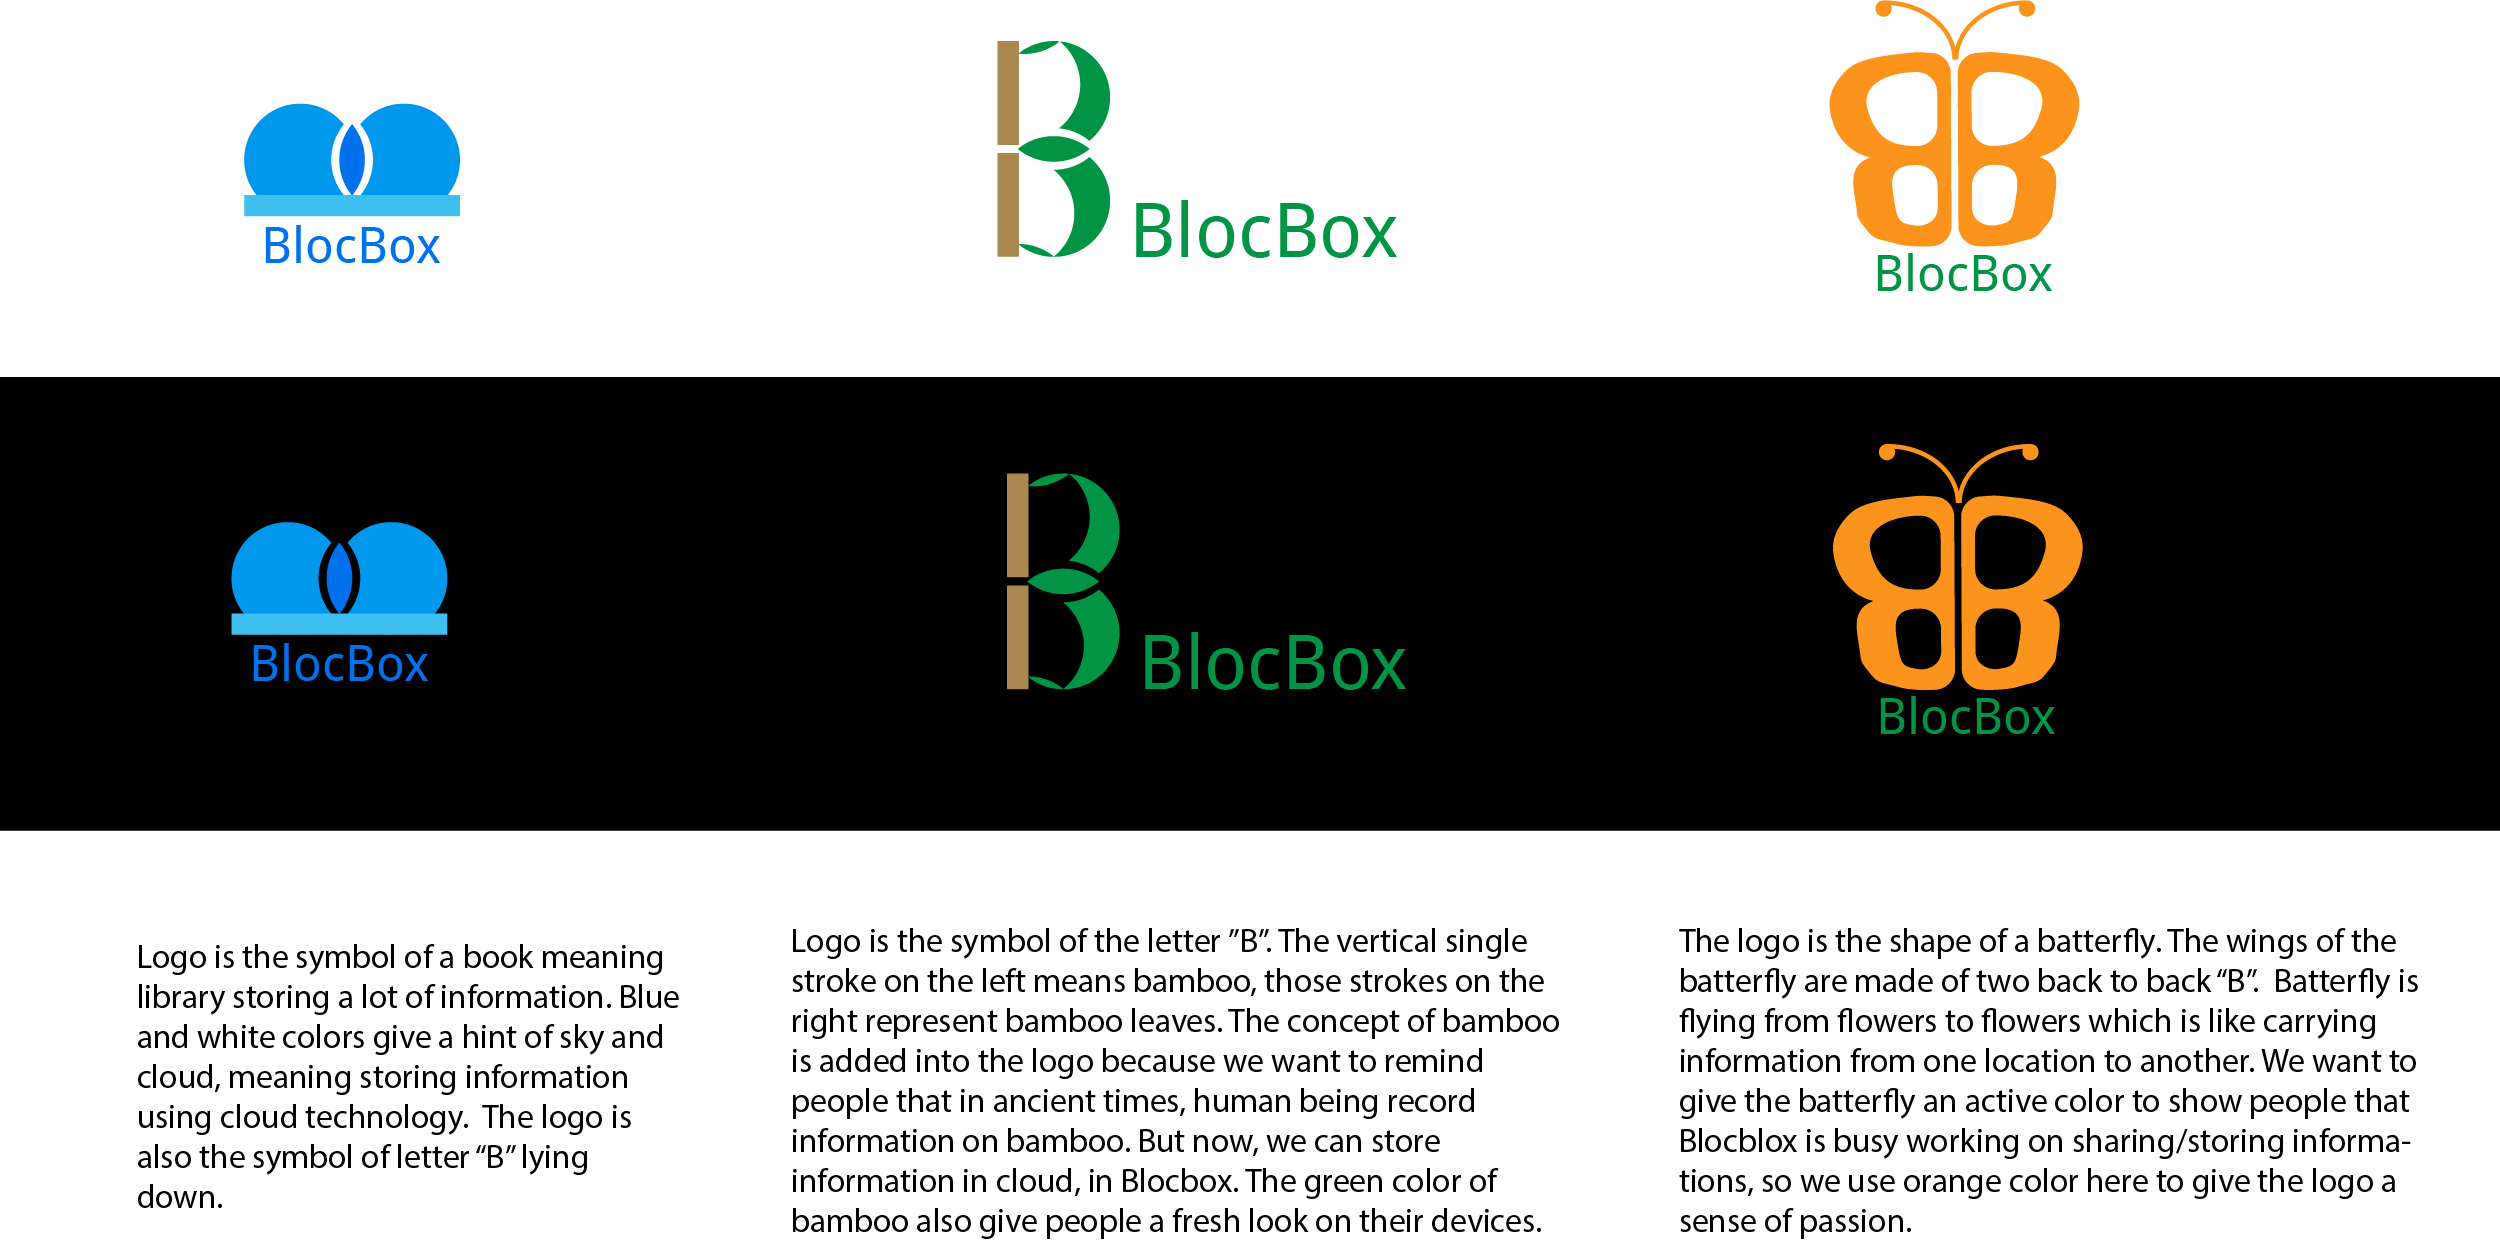 BlocBox
BlocBox
BlocBox
BlocBox
BlocBox
BlocBox
Logo is the symbol of a book meaning
library storing a lot of information. Blue
and white colors give a hint of sky and
cloud, meaning storing information
using cloud technology.  The logo is
also the symbol of letter “B” lying
down.
Logo is the symbol of the letter ”B”. The vertical single
stroke on the left means bamboo, those strokes on the
right represent bamboo leaves. The concept of bamboo
is added into the logo because we want to remind
people that in ancient times, human being record
information on bamboo. But now, we can store
information in cloud, in Blocbox. The green color of
bamboo also give people a fresh look on their devices.
The logo is the shape of a batterfly. The wings of the
batterfly are made of two back to back “B”.  Batterfly is
flying from flowers to flowers which is like carrying
information from one location to another. We want to
give the batterfly an active color to show people that
Blocblox is busy working on sharing/storing informa-
tions, so we use orange color here to give the logo a
sense of passion.